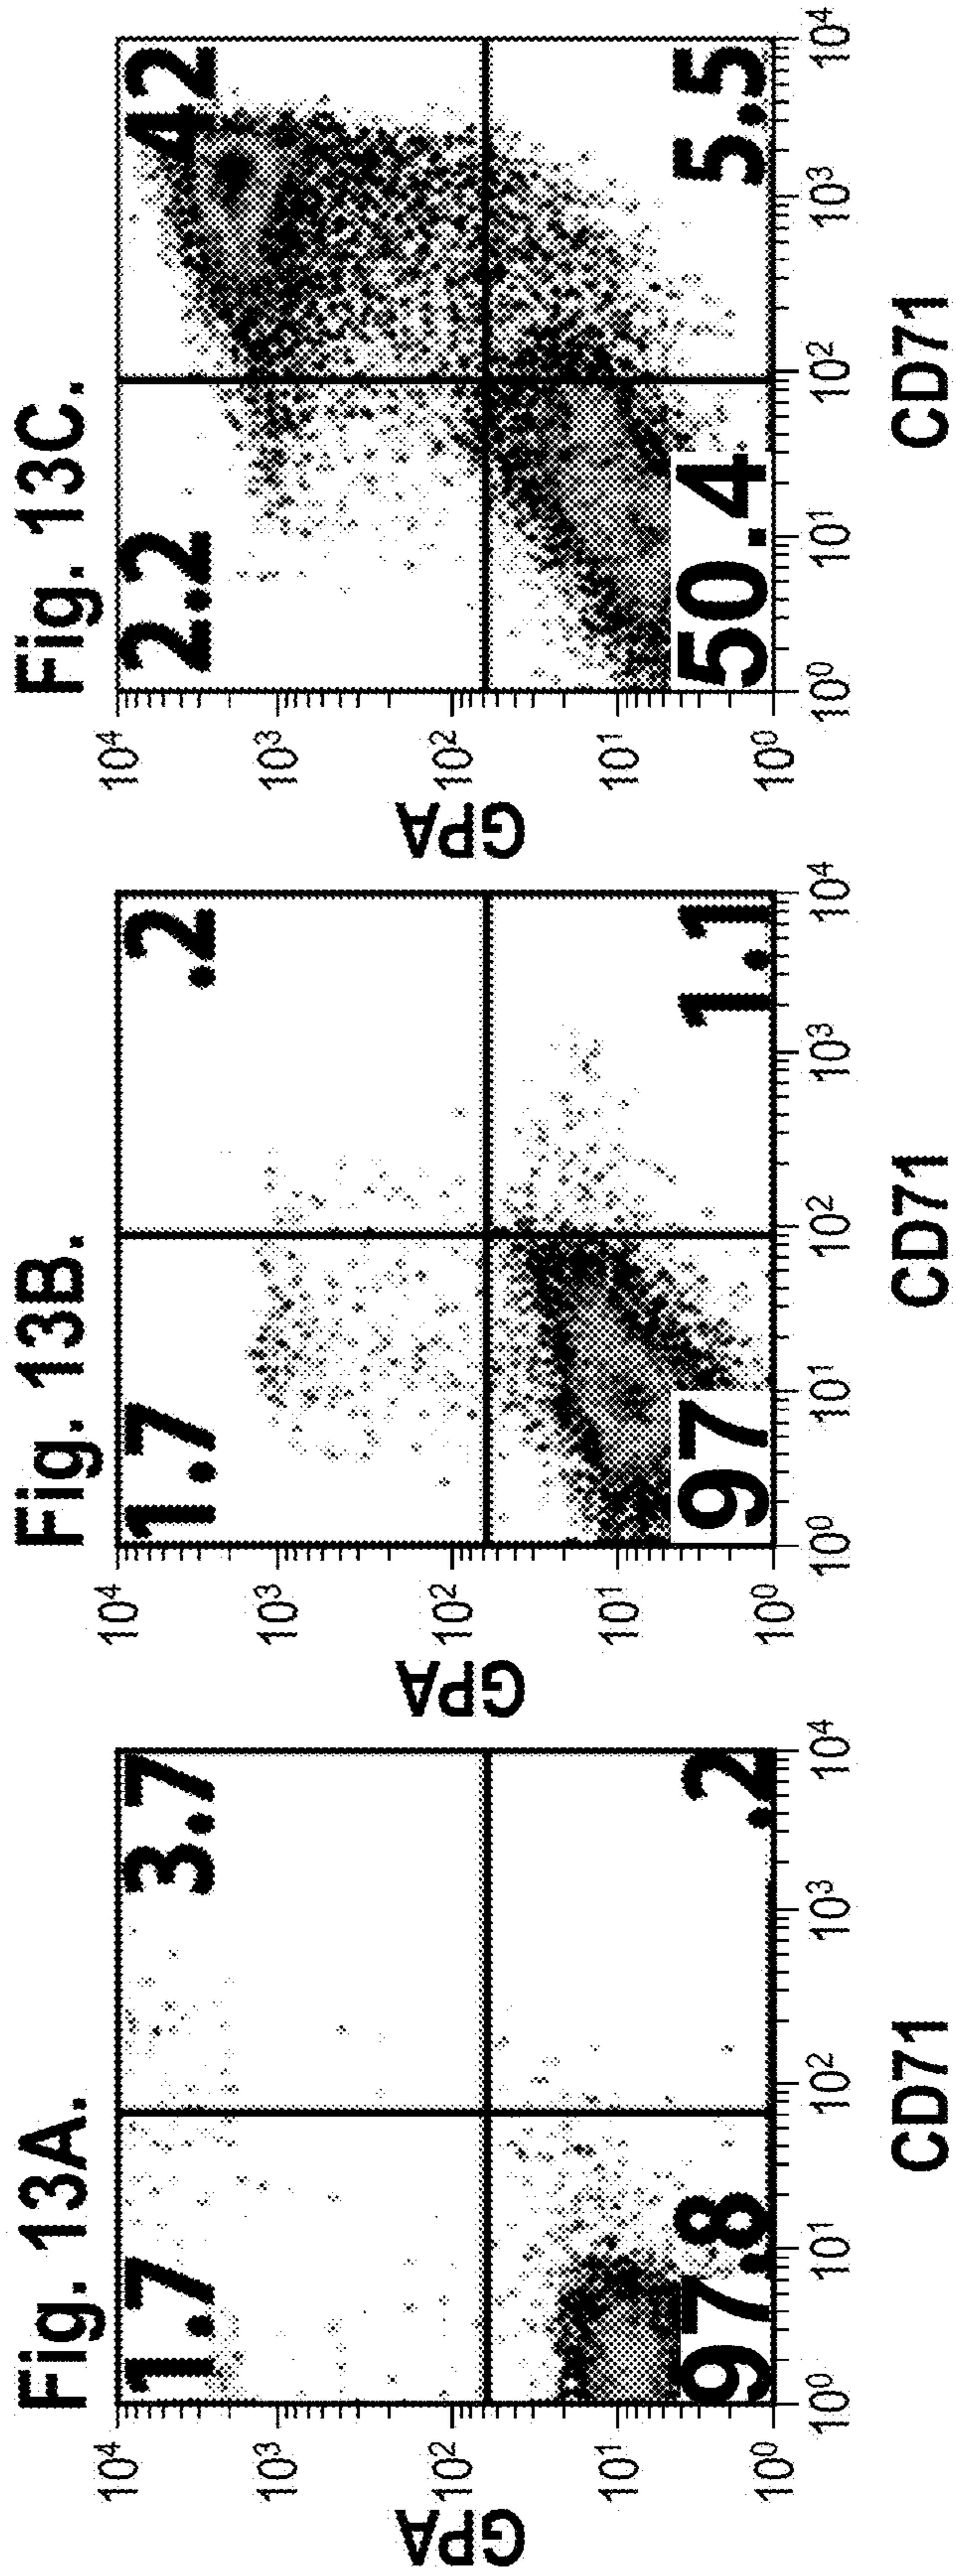 Fig. 13A.
1.7
3.7
97.8
.2
GPA
10⁴
10³
10²
10¹
10⁰
10⁰ 10¹ 10² 10³ 10⁴
CD71
Fig. 13B.
1.7
.2
97
1.1
GPA
10⁴
10³
10²
10¹
10⁰
10⁰ 10¹ 10² 10³ 10⁴
CD71
Fig. 13C.
2.2
42
50.4
5.5
GPA
10⁴
10³
10²
10¹
10⁰
10⁰ 10¹ 10² 10³ 10⁴
CD71